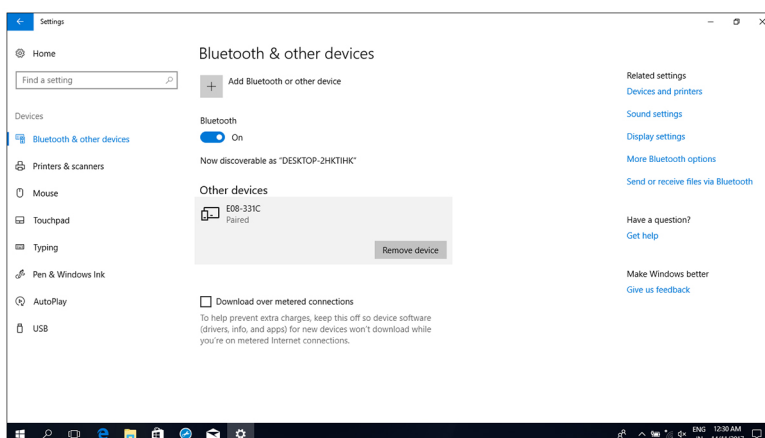 Settings
Home
Find a setting
Devices
Bluetooth & other devices
Printers & scanners
Mouse
Touchpad
Typing
Pen & Windows Ink
AutoPlay
USB
Bluetooth & other devices
Add Bluetooth or other device
Bluetooth
On
Now discoverable as "DESKTOP-2HKTIHK"
Other devices
E08-331C
Paired
Remove device
Download over metered connections
To help prevent extra charges, keep this off so device software
(drivers, info, and apps) for new devices won't download while
you're on metered Internet connections.
Related settings
Devices and printers
Sound settings
Display settings
More Bluetooth options
Send or receive files via Bluetooth
Have a question?
Get help
Make Windows better
Give us feedback
ENG 12:30 AM